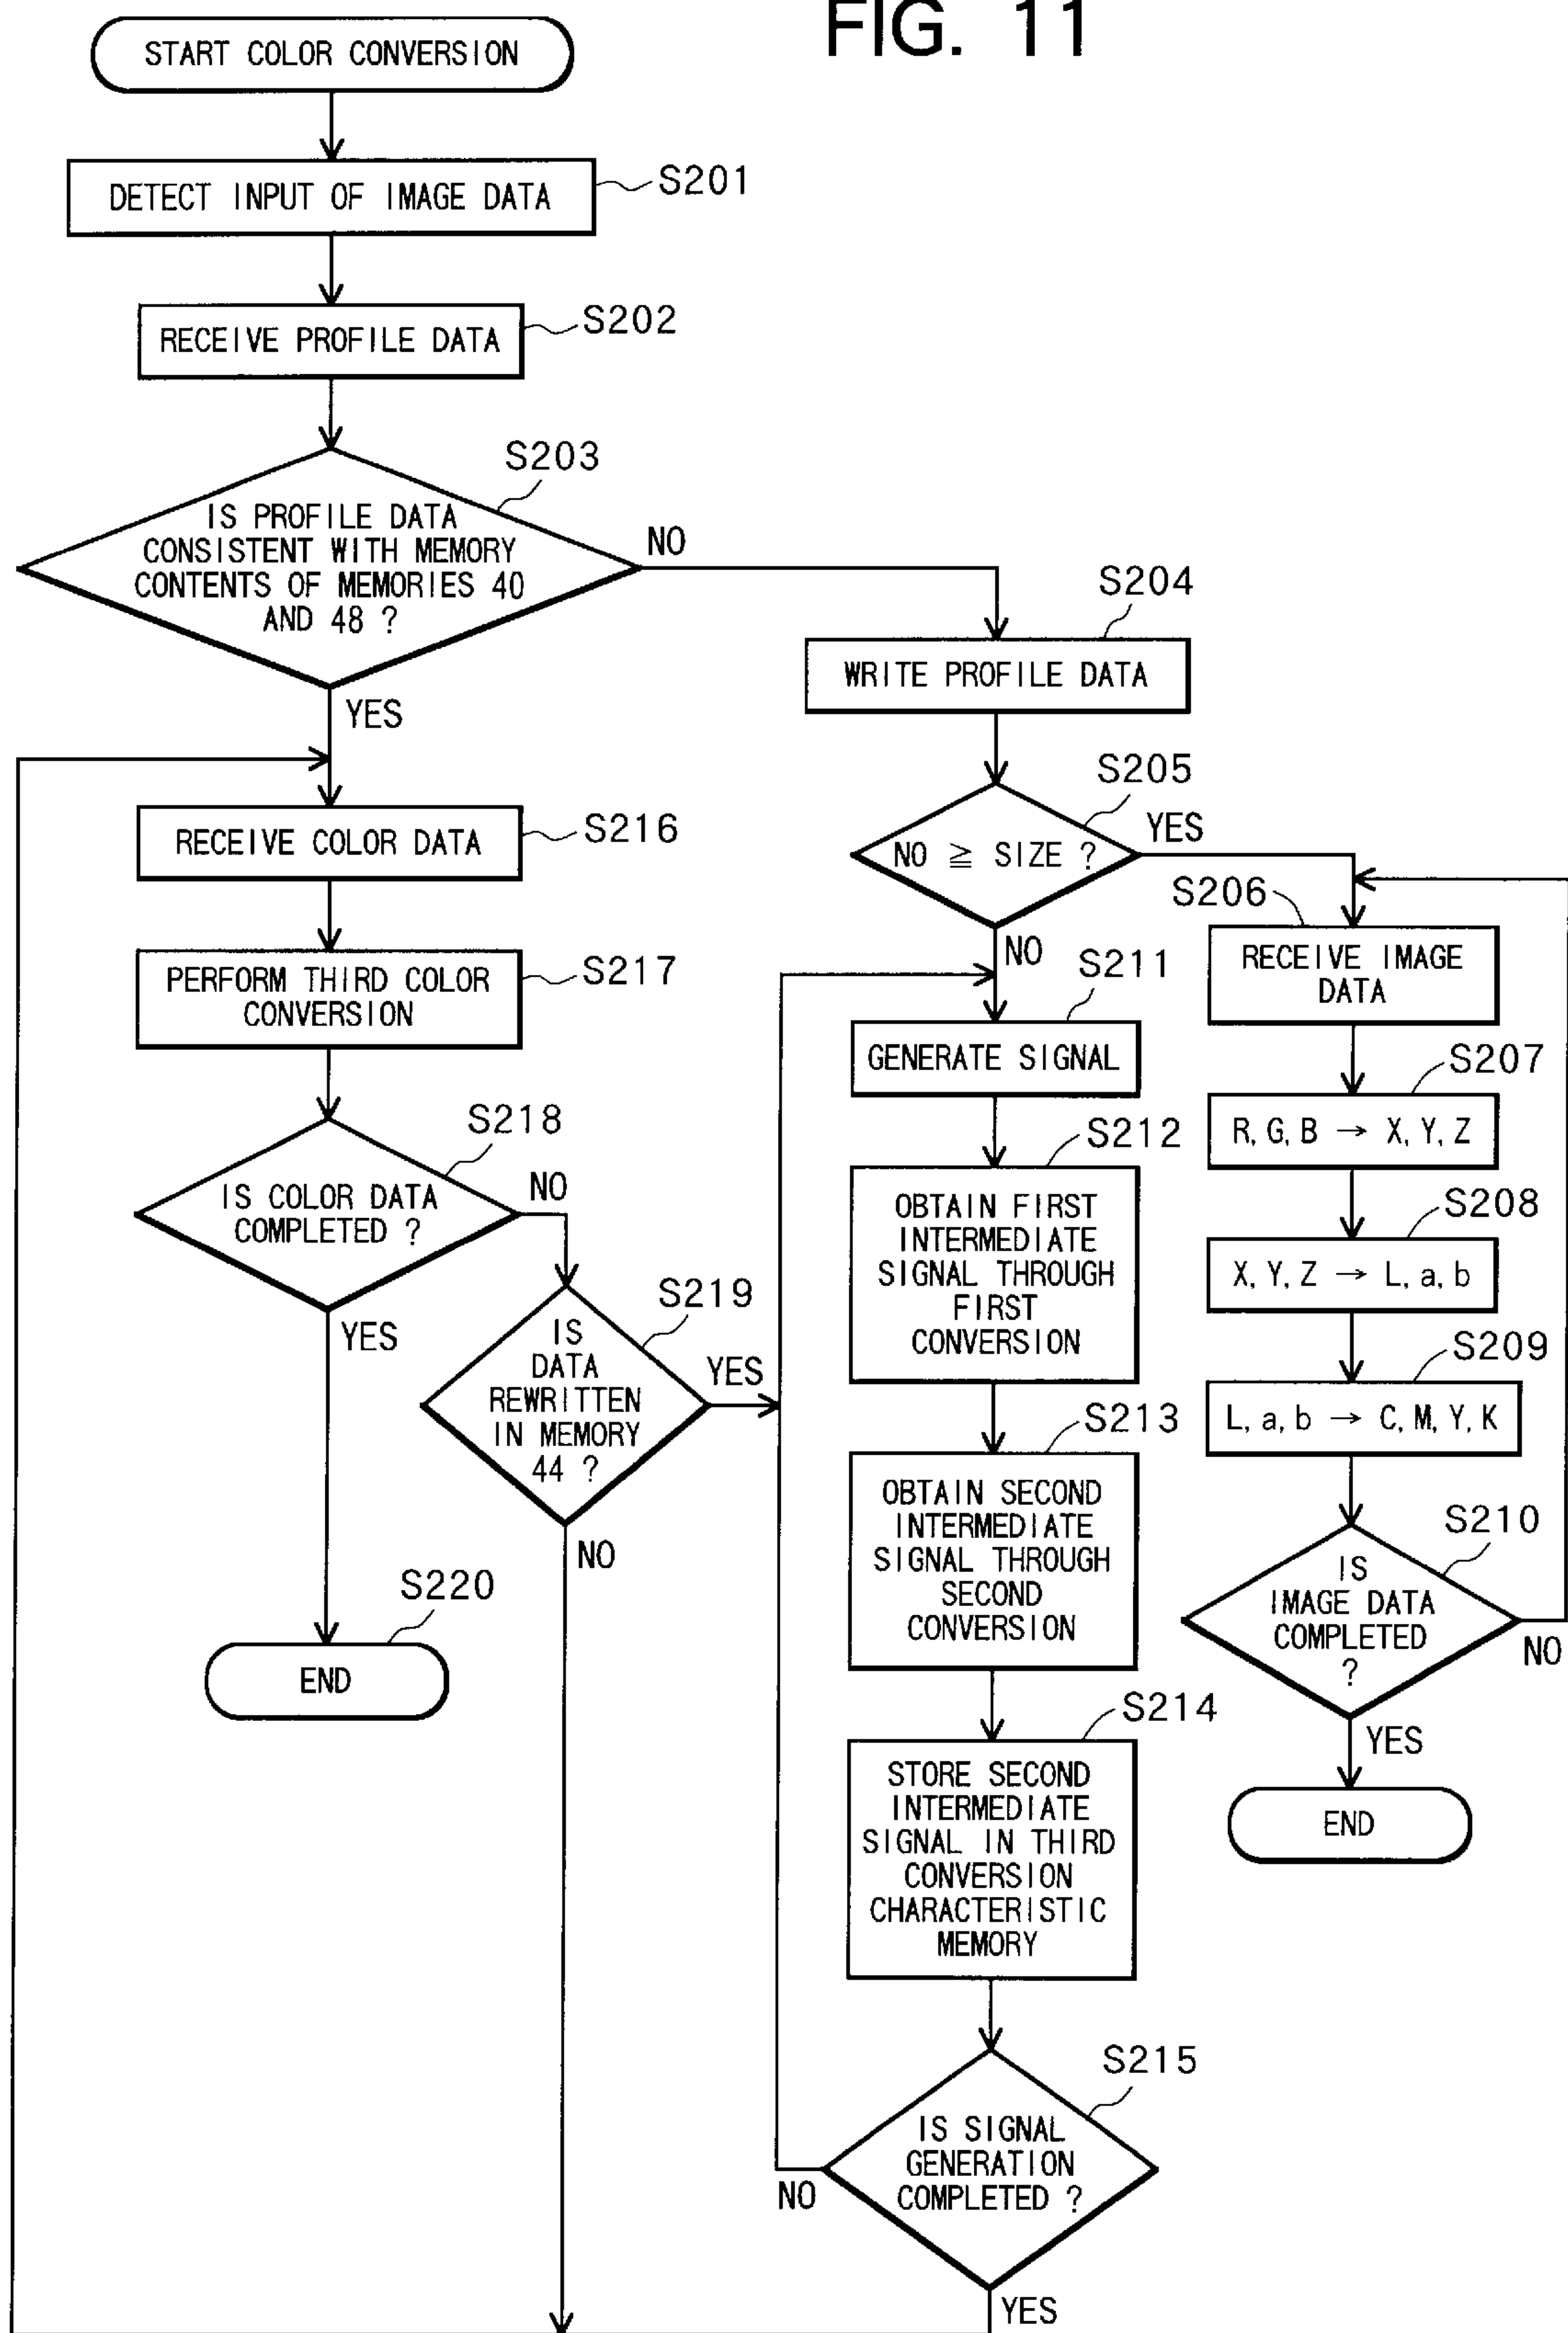 FIG. 11
START COLOR CONVERSION
DETECT INPUT OF IMAGE DATA
S201
RECEIVE PROFILE DATA
S202
S203
IS PROFILE DATA
CONSISTENT WITH MEMORY
CONTENTS OF MEMORIES 40
AND 48 ?
NO
YES
S204
WRITE PROFILE DATA
S205
NO ≧ SIZE ?
YES
NO
S206
RECEIVE IMAGE
DATA
S207
R, G, B → X, Y, Z
S208
X, Y, Z → L, a, b
S209
L, a, b → C, M, Y, K
S210
IS
IMAGE DATA
COMPLETED
?
NO
YES
END
S211
GENERATE SIGNAL
S212
OBTAIN FIRST
INTERMEDIATE
SIGNAL THROUGH
FIRST
CONVERSION
S213
OBTAIN SECOND
INTERMEDIATE
SIGNAL THROUGH
SECOND
CONVERSION
S214
STORE SECOND
INTERMEDIATE
SIGNAL IN THIRD
CONVERSION
CHARACTERISTIC
MEMORY
S215
IS SIGNAL
GENERATION
COMPLETED ?
NO
YES
RECEIVE COLOR DATA
S216
PERFORM THIRD COLOR
CONVERSION
S217
S218
IS COLOR DATA
COMPLETED ?
NO
YES
S219
IS
DATA
REWRITTEN
IN MEMORY
44 ?
YES
NO
S220
END